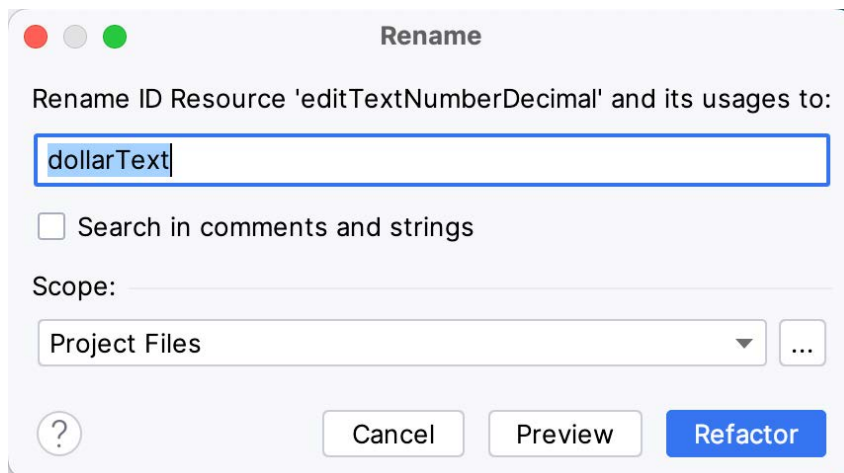 Rename
Rename ID Resource 'editTextNumberDecimal' and its usages to:
dollarText
Search in comments and strings
Scope:
Project Files
...
? Cancel Preview Refactor